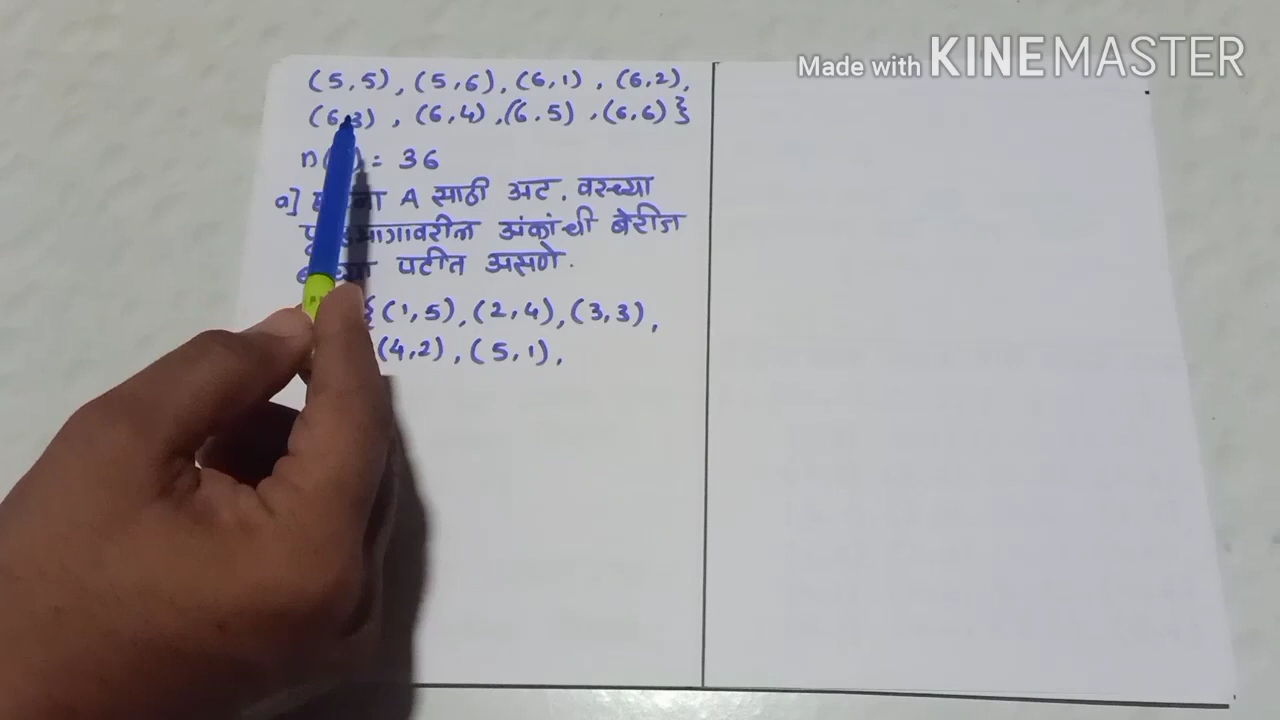 Made with KINEMASTER
(5,5), (5,6), (6,1), (6,2),
(6,3), (6,4), (6,5), (6,6)}
= 36
a] A साठी अट. वरच्या
अंकांची बेरीज
पटीत असणे.
{(1,5), (2,4), (3,3),
(4,2), (5,1),